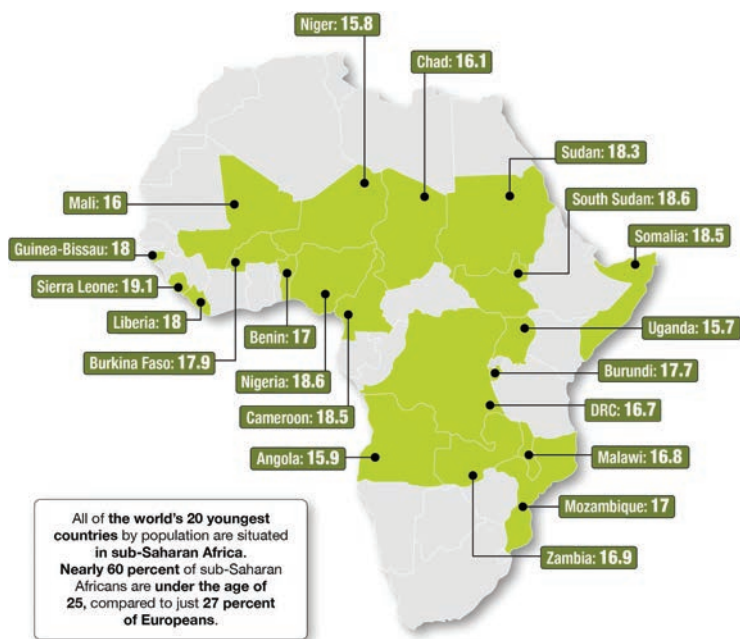 Niger: 15.8
Chad: 16.1
Sudan: 18.3
Mali: 16
South Sudan: 18.6
Guinea-Bissau: 18
Somalia: 18.5
Sierra Leone: 19.1
Liberia: 18
Benin: 17
Uganda: 15.7
Burkina Faso: 17.9
Burundi: 17.7
Nigeria: 18.6
DRC: 16.7
Cameroon: 18.5
Angola: 15.9
Malawi: 16.8
Mozambique: 17
Zambia: 16.9
All of the world's 20 youngest
countries by population are situated
in sub-Saharan Africa.
Nearly 60 percent of sub-Saharan
Africans are under the age of
25, compared to just 27 percent
of Europeans.